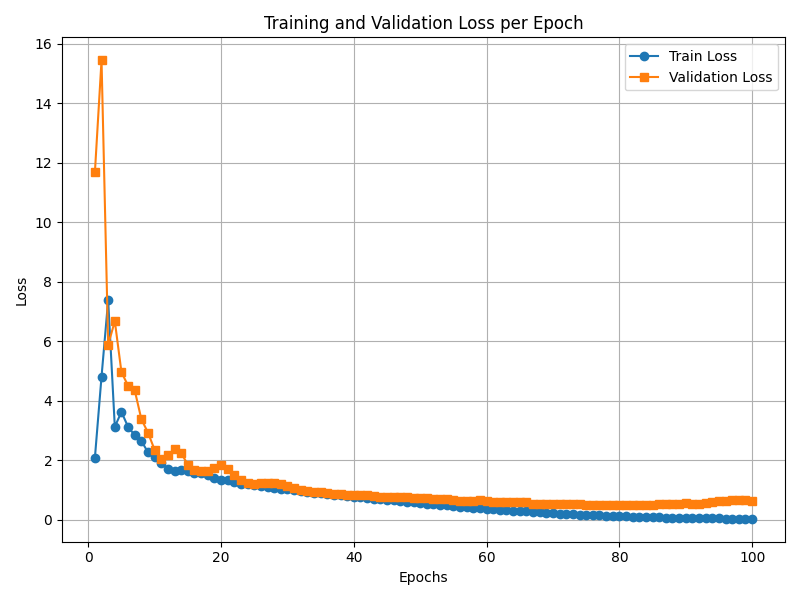 Training and Validation Loss per Epoch
Train Loss
Validation Loss
16
14
12
10
8
6
4
2
0
Loss
0 20 40 60 80 100
Epochs